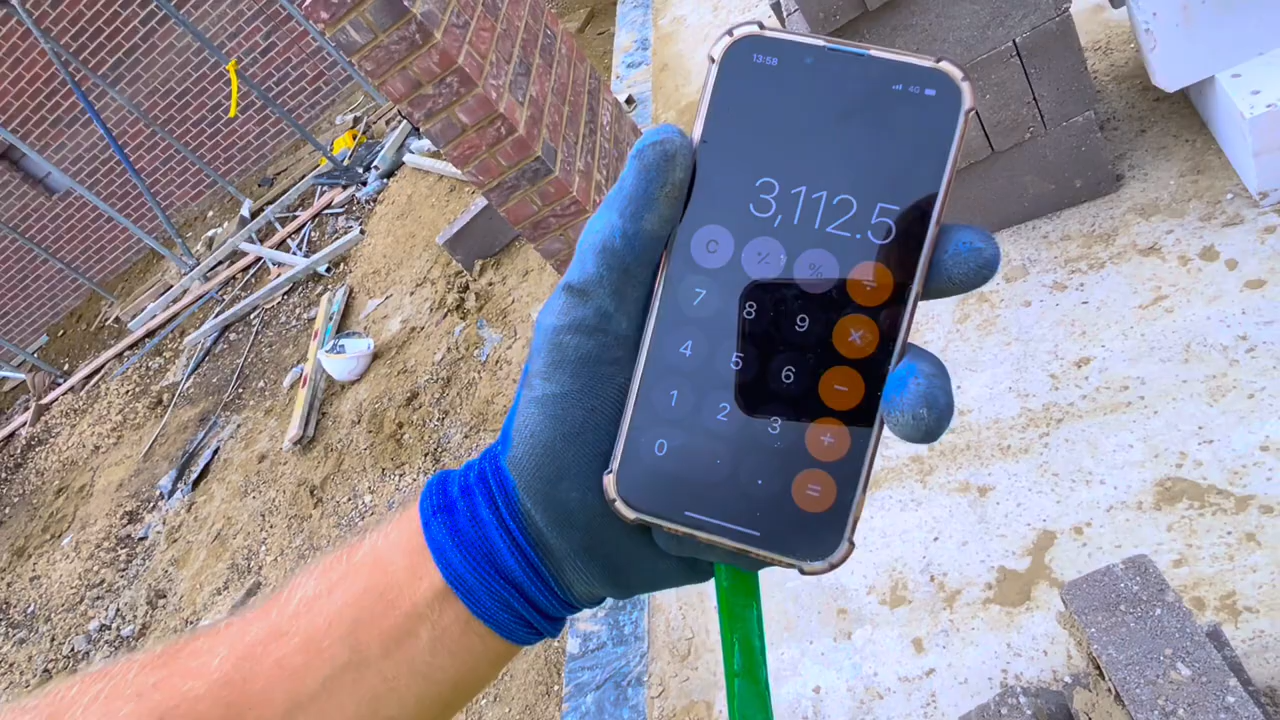 13:58
4G
3,112.5
C +/- % ÷
7 8 9 ×
4 5 6 −
1 2 3 +
0 . =